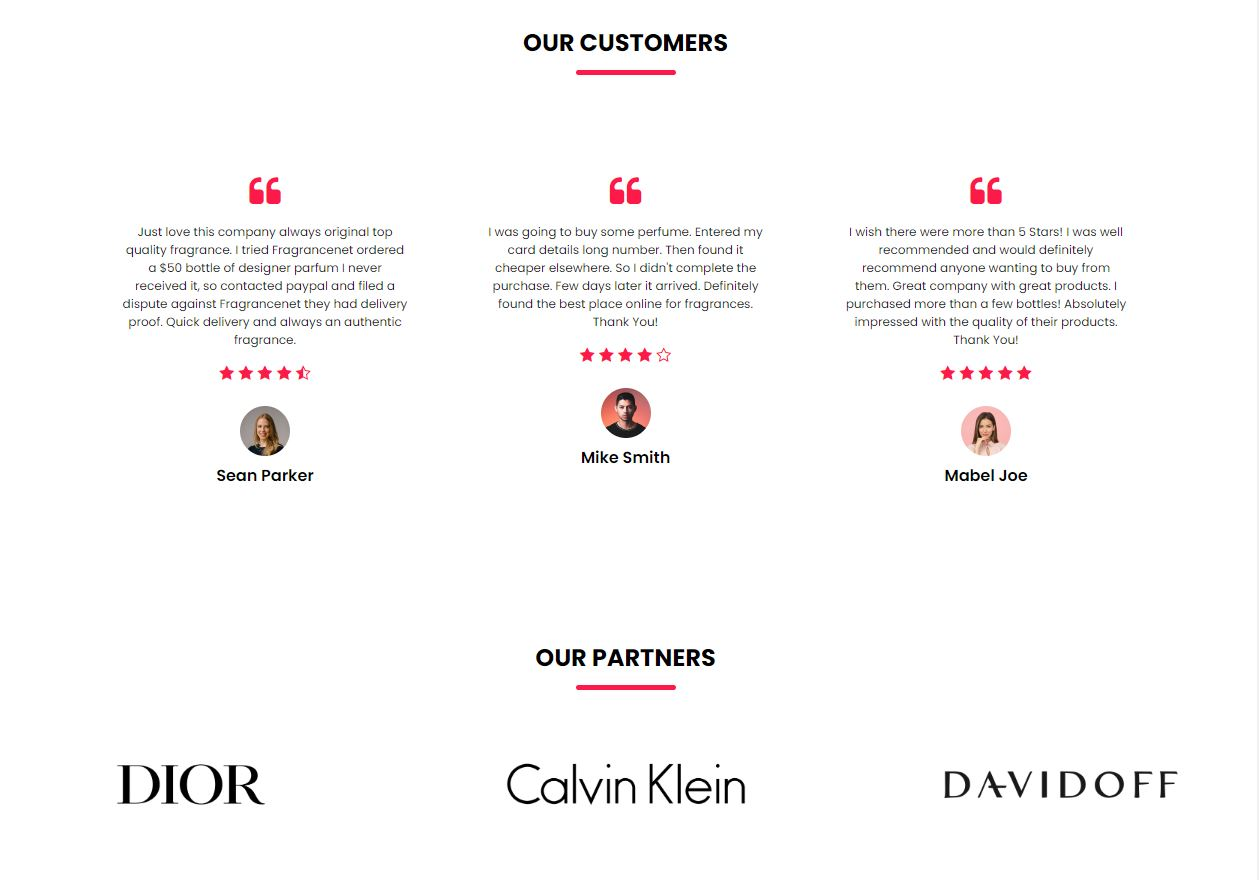 OUR CUSTOMERS
Just love this company always original top
quality fragrance. I tried Fragrancenet ordered
a $50 bottle of designer parfum I never
received it, so contacted paypal and filed a
dispute against Fragrancenet they had delivery
proof. Quick delivery and always an authentic
fragrance.
Sean Parker
I was going to buy some perfume. Entered my
card details long number. Then found it
cheaper elsewhere. So I didn't complete the
purchase. Few days later it arrived. Definitely
found the best place online for fragrances.
Thank You!
Mike Smith
I wish there were more than 5 Stars! I was well
recommended and would definitely
recommend anyone wanting to buy from
them. Great company with great products. I
purchased more than a few bottles! Absolutely
impressed with the quality of their products.
Thank You!
Mabel Joe
OUR PARTNERS
DIOR
Calvin Klein
DAVIDOFF